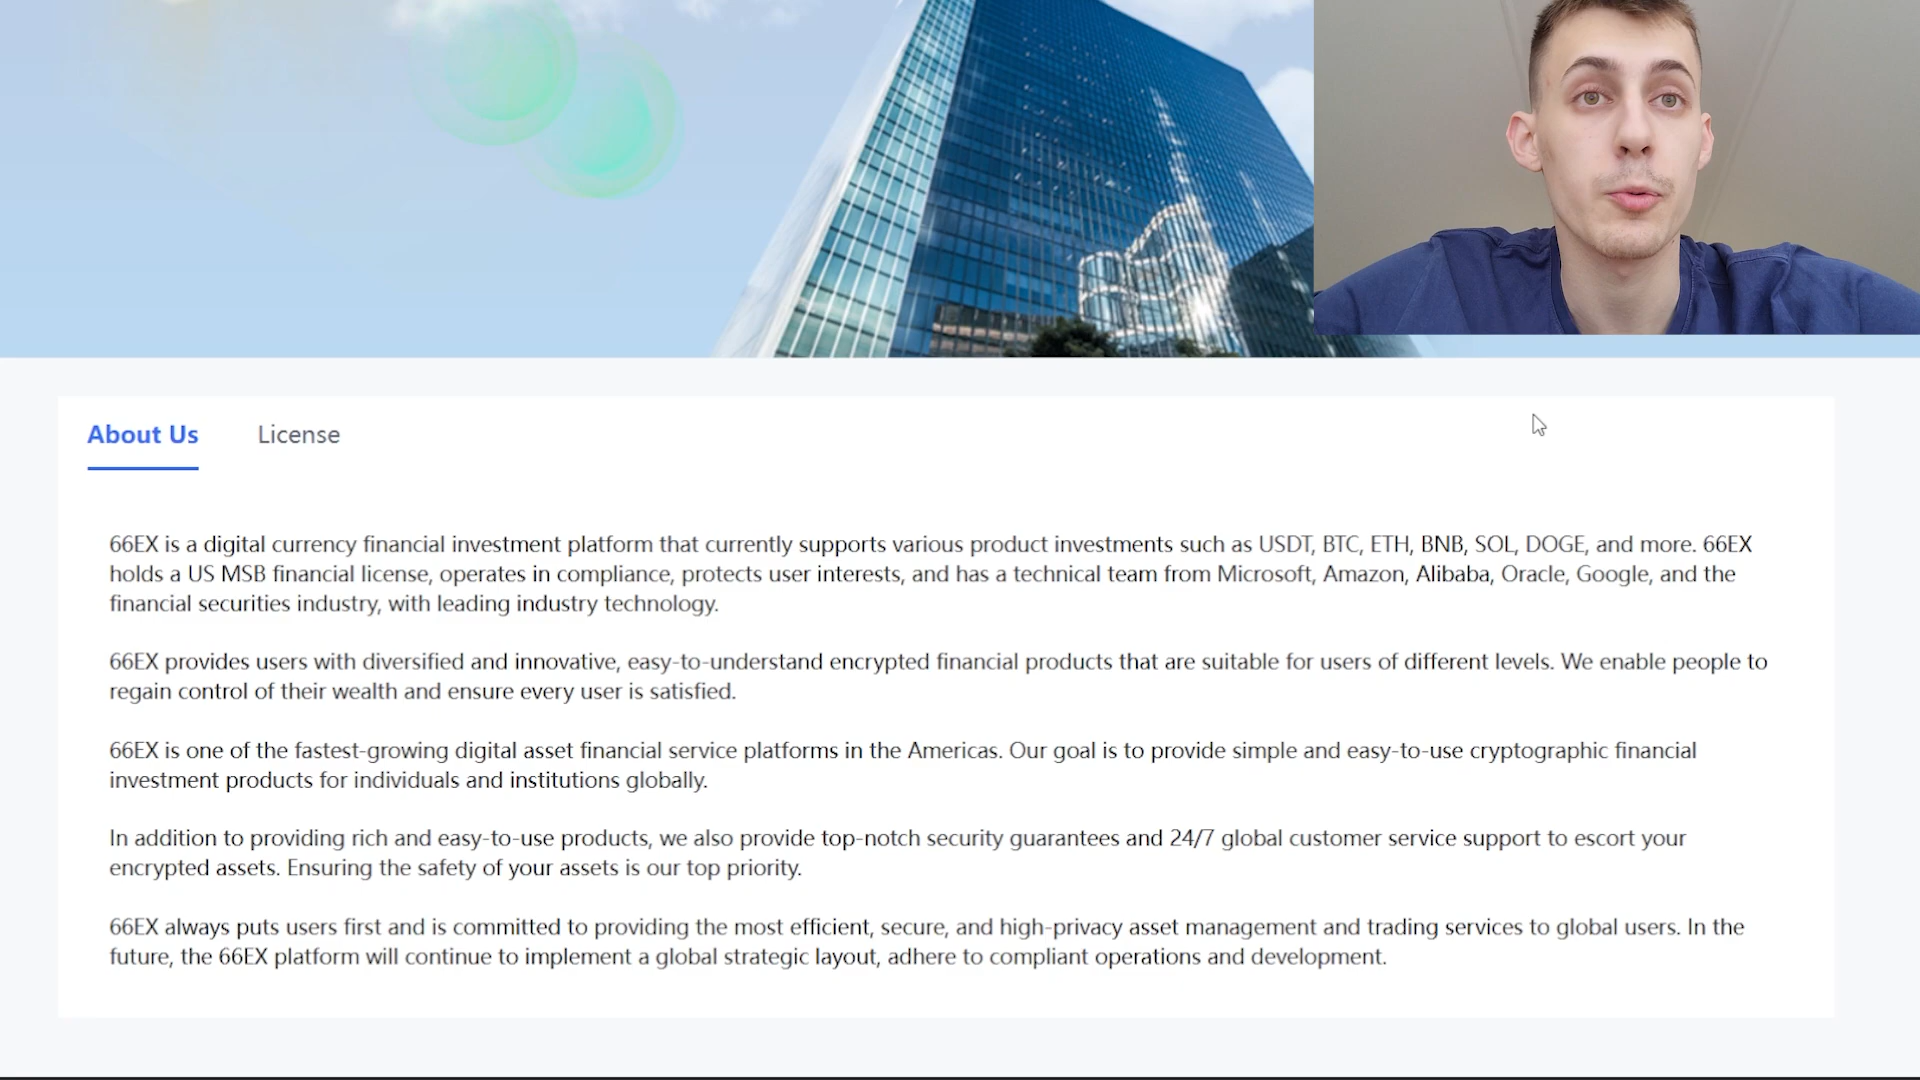 About Us
License
66EX is a digital currency financial investment platform that currently supports various product investments such as USDT, BTC, ETH, BNB, SOL, DOGE, and more. 66EX
holds a US MSB financial license, operates in compliance, protects user interests, and has a technical team from Microsoft, Amazon, Alibaba, Oracle, Google, and the
financial securities industry, with leading industry technology.
66EX provides users with diversified and innovative, easy-to-understand encrypted financial products that are suitable for users of different levels. We enable people to
regain control of their wealth and ensure every user is satisfied.
66EX is one of the fastest-growing digital asset financial service platforms in the Americas. Our goal is to provide simple and easy-to-use cryptographic financial
investment products for individuals and institutions globally.
In addition to providing rich and easy-to-use products, we also provide top-notch security guarantees and 24/7 global customer service support to escort your
encrypted assets. Ensuring the safety of your assets is our top priority.
66EX always puts users first and is committed to providing the most efficient, secure, and high-privacy asset management and trading services to global users. In the
future, the 66EX platform will continue to implement a global strategic layout, adhere to compliant operations and development.